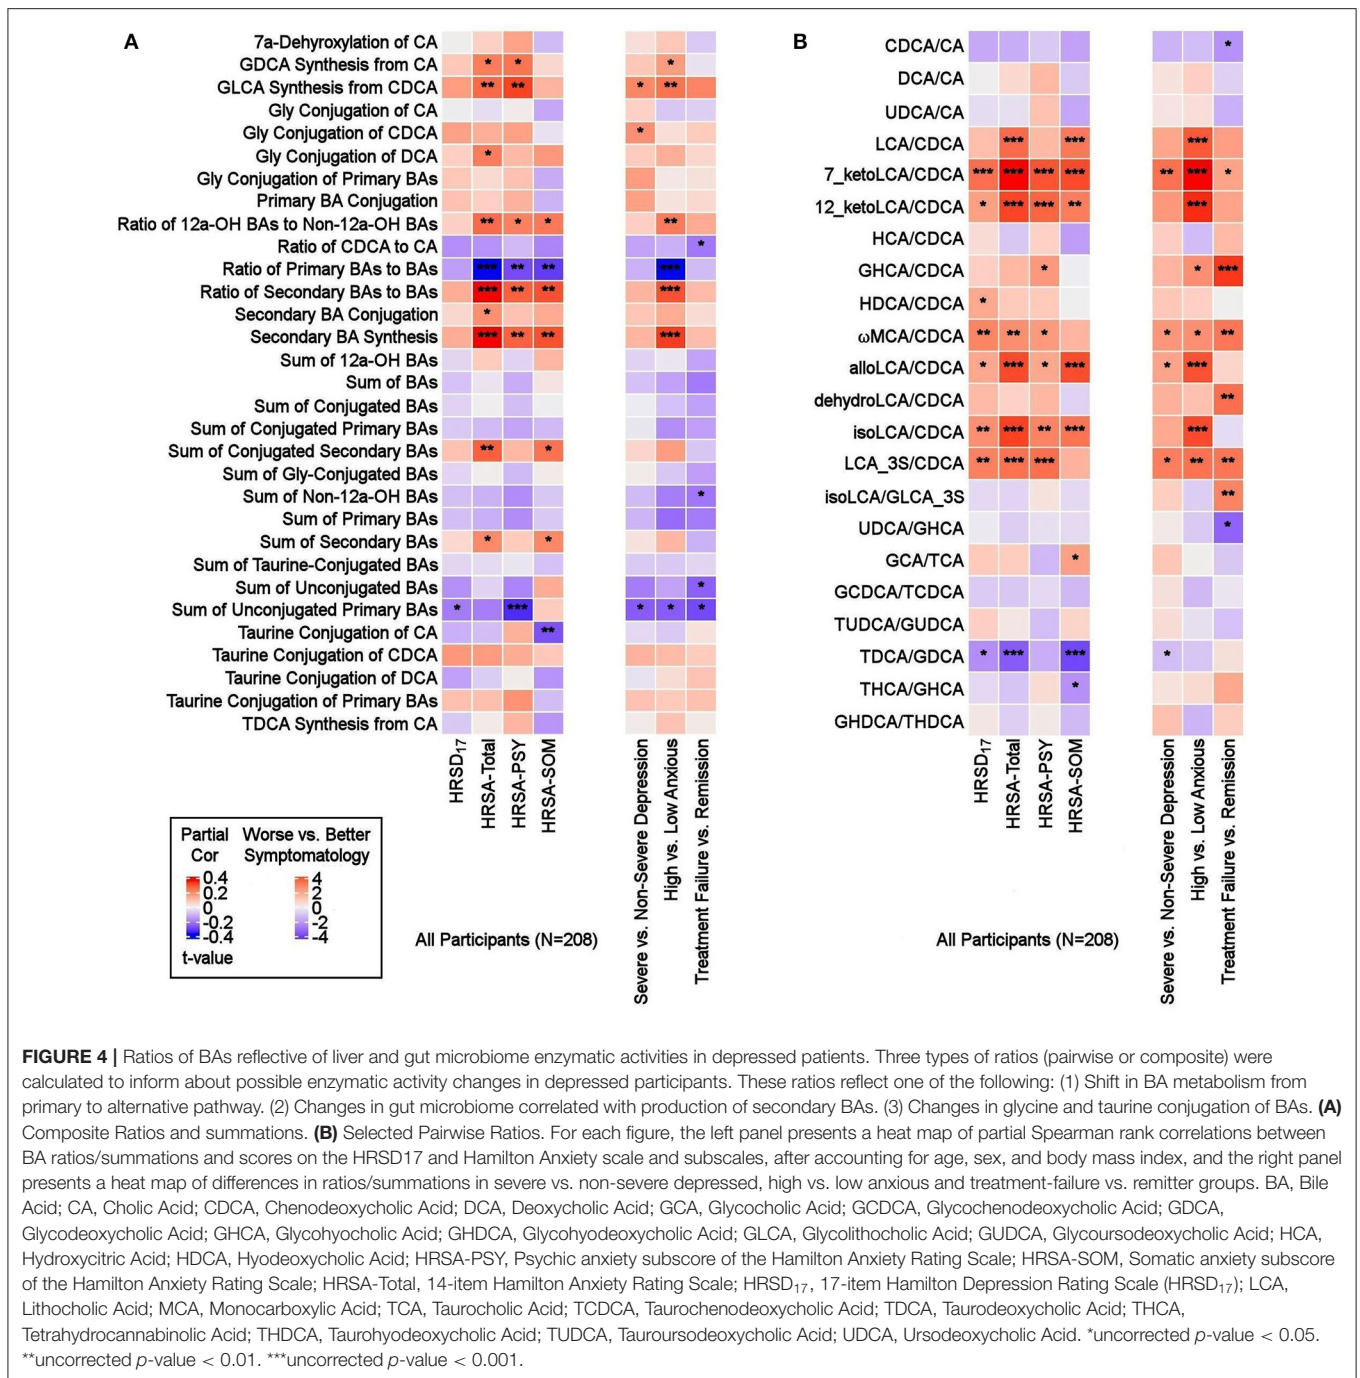 A
7a-Dehyroxylation of CA
GDCA Synthesis from CA * * *
GLCA Synthesis from CDCA ** ** * **
Gly Conjugation of CA
Gly Conjugation of CDCA *
Gly Conjugation of DCA *
Gly Conjugation of Primary BAs
Primary BA Conjugation
Ratio of 12a-OH BAs to Non-12a-OH BAs ** * * **
Ratio of CDCA to CA *
Ratio of Primary BAs to BAs *** ** ** ***
Ratio of Secondary BAs to BAs *** ** ** ***
Secondary BA Conjugation *
Secondary BA Synthesis *** ** ** ***
Sum of 12a-OH BAs
Sum of BAs
Sum of Conjugated BAs
Sum of Conjugated Primary BAs
Sum of Conjugated Secondary BAs ** *
Sum of Gly-Conjugated BAs
Sum of Non-12a-OH BAs *
Sum of Primary BAs
Sum of Secondary BAs * *
Sum of Taurine-Conjugated BAs
Sum of Unconjugated BAs *
Sum of Unconjugated Primary BAs * *** * * *
Taurine Conjugation of CA **
Taurine Conjugation of CDCA
Taurine Conjugation of DCA
Taurine Conjugation of Primary BAs
TDCA Synthesis from CA
HRSD17
HRSA-Total
HRSA-PSY
HRSA-SOM
Severe vs. Non-Severe Depression
High vs. Low Anxious
Treatment Failure vs. Remission
Partial Worse vs. Better
Cor Symptomatology
0.4 4
0.2 2
0 0
-0.2 -2
-0.4 -4
t-value
All Participants (N=208)
B
CDCA/CA *
DCA/CA
UDCA/CA
LCA/CDCA *** *** ***
7_ketoLCA/CDCA *** *** *** *** ** *** *
12_ketoLCA/CDCA * *** *** ** ***
HCA/CDCA
GHCA/CDCA * * ***
HDCA/CDCA *
ωMCA/CDCA ** ** * * * **
alloLCA/CDCA * *** * *** * ***
dehydroLCA/CDCA **
isoLCA/CDCA ** *** ** *** ***
LCA_3S/CDCA ** *** *** * ** **
isoLCA/GLCA_3S **
UDCA/GHCA *
GCA/TCA *
GCDCA/TCDCA
TUDCA/GUDCA
TDCA/GDCA * *** *** *
THCA/GHCA *
GHDCA/THDCA
HRSD17
HRSA-Total
HRSA-PSY
HRSA-SOM
Severe vs. Non-Severe Depression
High vs. Low Anxious
Treatment Failure vs. Remission
All Participants (N=208)
FIGURE 4 | Ratios of BAs reflective of liver and gut microbiome enzymatic activities in depressed patients. Three types of ratios (pairwise or composite) were
calculated to inform about possible enzymatic activity changes in depressed participants. These ratios reflect one of the following: (1) Shift in BA metabolism from
primary to alternative pathway. (2) Changes in gut microbiome correlated with production of secondary BAs. (3) Changes in glycine and taurine conjugation of BAs. (A)
Composite Ratios and summations. (B) Selected Pairwise Ratios. For each figure, the left panel presents a heat map of partial Spearman rank correlations between
BA ratios/summations and scores on the HRSD17 and Hamilton Anxiety scale and subscales, after accounting for age, sex, and body mass index, and the right panel
presents a heat map of differences in ratios/summations in severe vs. non-severe depressed, high vs. low anxious and treatment-failure vs. remitter groups. BA, Bile
Acid; CA, Cholic Acid; CDCA, Chenodeoxycholic Acid; DCA, Deoxycholic Acid; GCA, Glycocholic Acid; GCDCA, Glycochenodeoxycholic Acid; GDCA,
Glycodeoxycholic Acid; GHCA, Glycohyocholic Acid; GHDCA, Glycohyodeoxycholic Acid; GLCA, Glycolithocholic Acid; GUDCA, Glycoursodeoxycholic Acid; HCA,
Hydroxycitric Acid; HDCA, Hyodeoxycholic Acid; HRSA-PSY, Psychic anxiety subscore of the Hamilton Anxiety Rating Scale; HRSA-SOM, Somatic anxiety subscore
of the Hamilton Anxiety Rating Scale; HRSA-Total, 14-item Hamilton Anxiety Rating Scale; HRSD17, 17-item Hamilton Depression Rating Scale (HRSD17); LCA,
Lithocholic Acid; MCA, Monocarboxylic Acid; TCA, Taurocholic Acid; TCDCA, Taurochenodeoxycholic Acid; TDCA, Taurodeoxycholic Acid; THCA,
Tetrahydrocannabinolic Acid; THDCA, Taurohyodeoxycholic Acid; TUDCA, Tauroursodeoxycholic Acid; UDCA, Ursodeoxycholic Acid. *uncorrected p-value < 0.05.
**uncorrected p-value < 0.01. ***uncorrected p-value < 0.001.